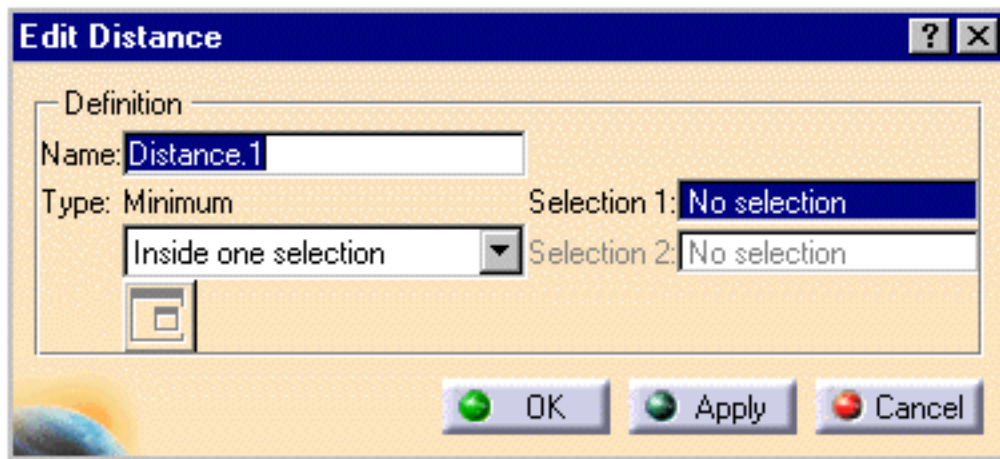 Edit Distance
Definition
Name: Distance.1
Type: Minimum Selection 1: No selection
Inside one selection Selection 2: No selection
OK Apply Cancel